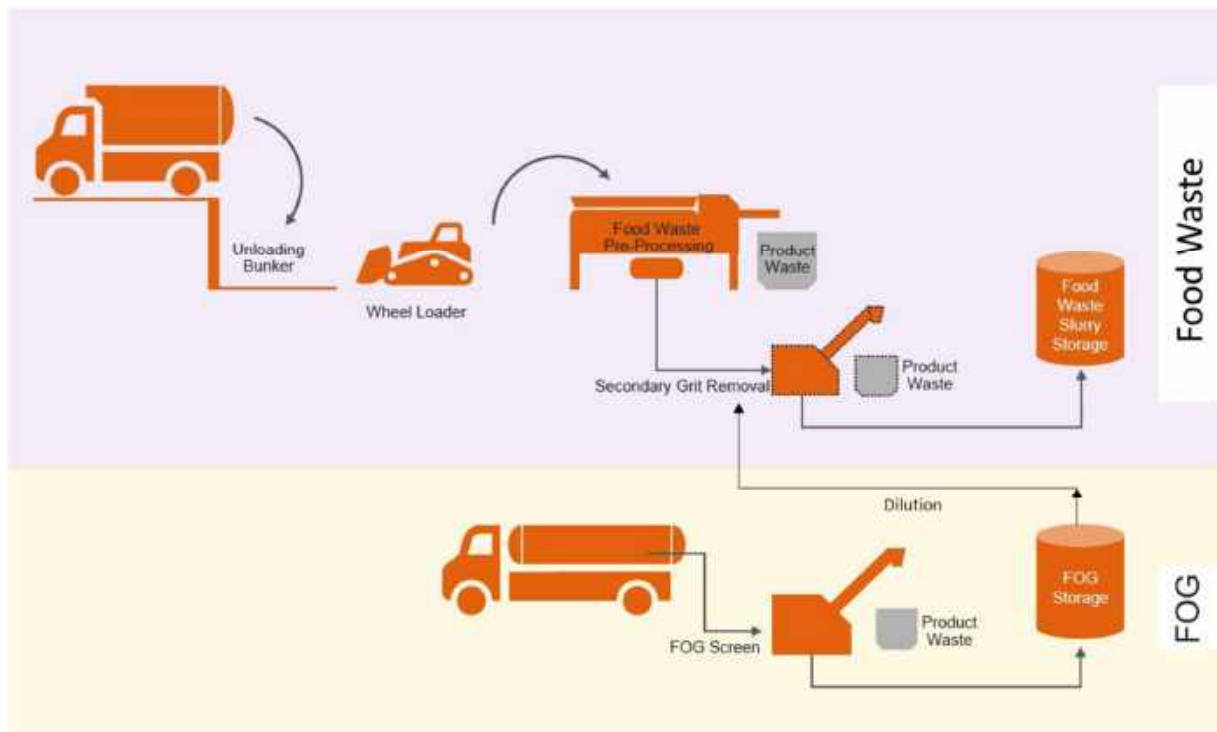 Unloading
Bunker
Wheel Loader
Food Waste
Pre-Processing
Product
Waste
Secondary Grit Removal
Product
Waste
Food
Waste
Slurry
Storage
Food Waste
Dilution
FOG Screen
Product
Waste
FOG
Storage
FOG